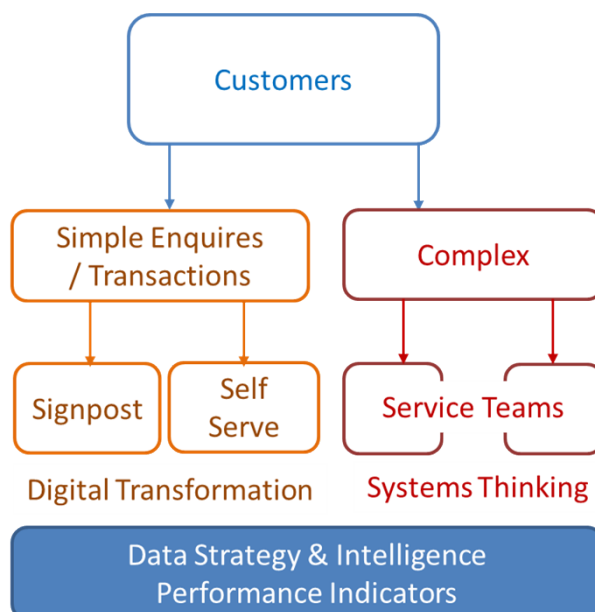 Customers
Simple Enquires
/ Transactions
Complex
Signpost
Self
Serve
Service Teams
Digital Transformation
Systems Thinking
Data Strategy & Intelligence
Performance Indicators